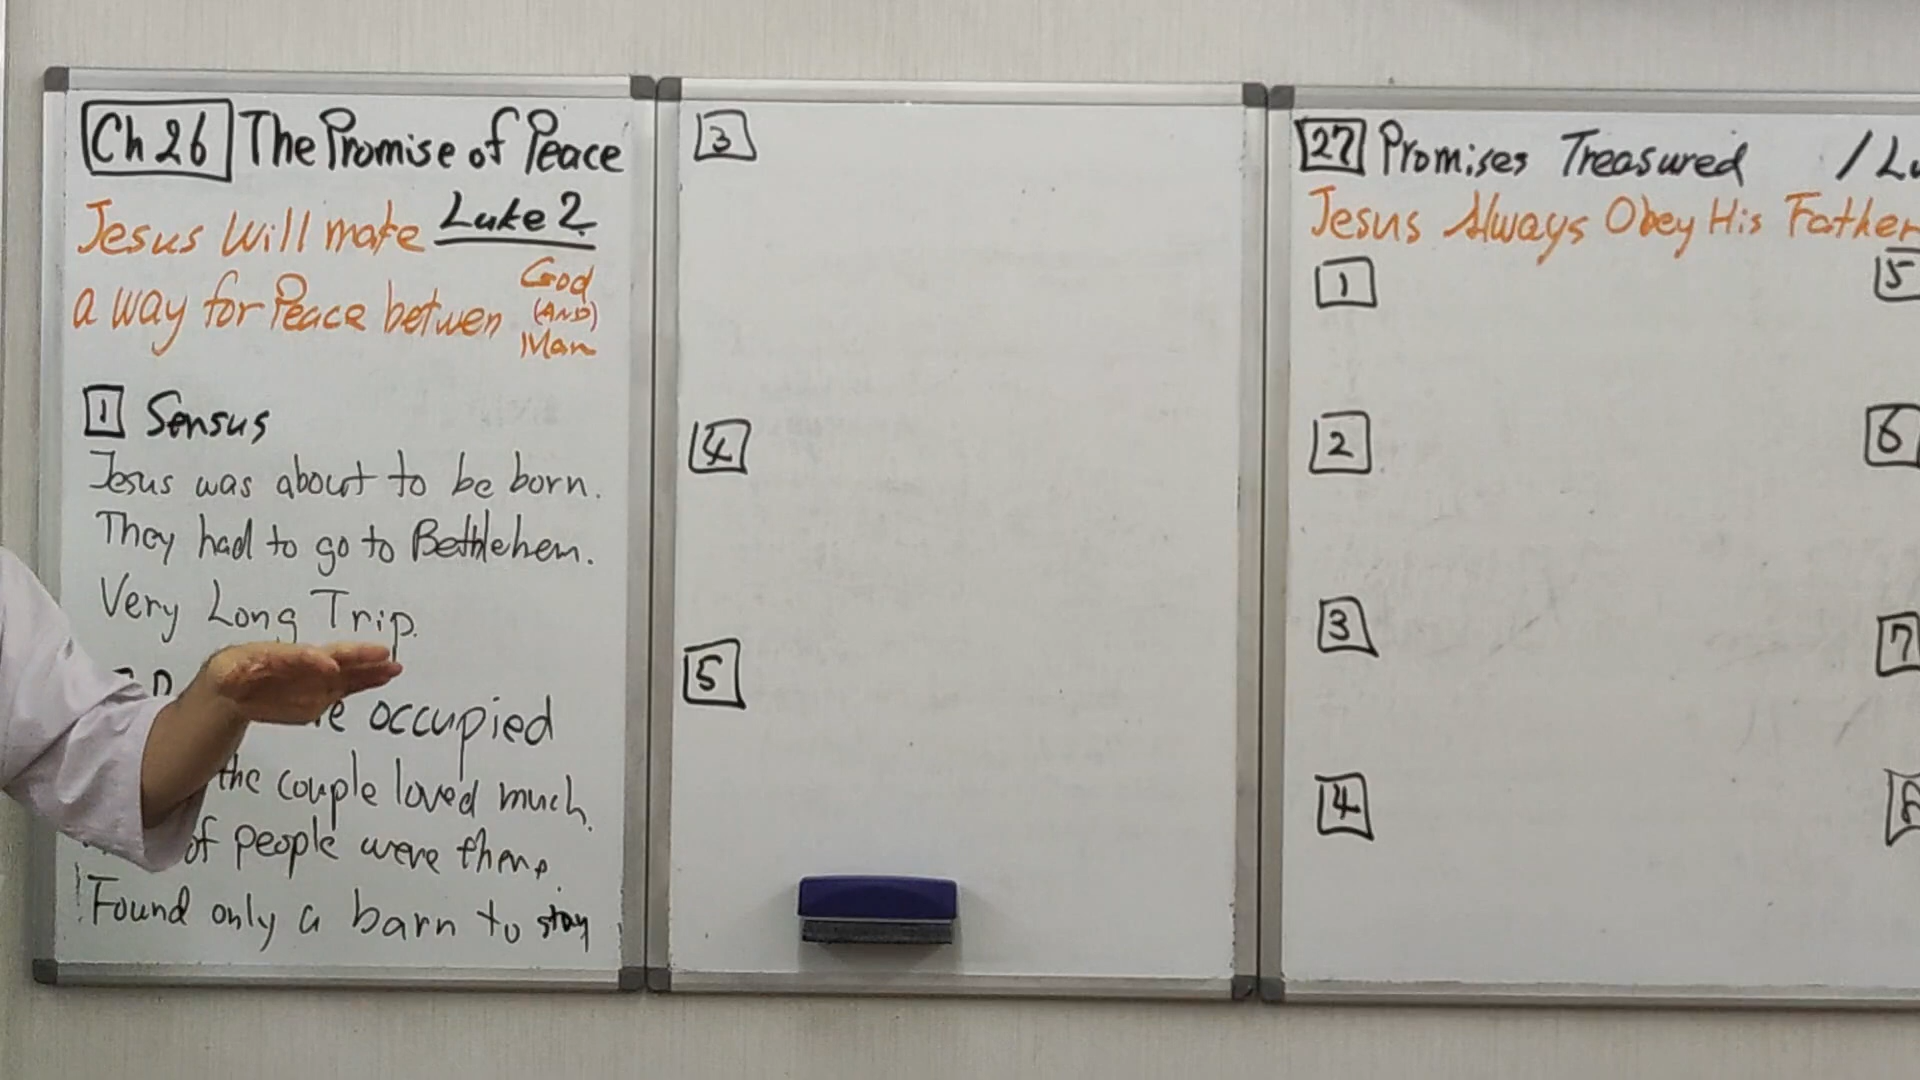 Ch 26 The Promise of Peace
Jesus Will make Luke 2
a way for Peace betwen God (AND) Man
1 Sensus
Jesus was about to be born.
They had to go to Bethlehem.
Very Long Trip.
occupied
the couple loved much.
of people were there.
Found only a barn to stay
3
4
5
27 Promises Treasured / Lu
Jesus Always Obey His Father
1
5
2
6
3
7
4